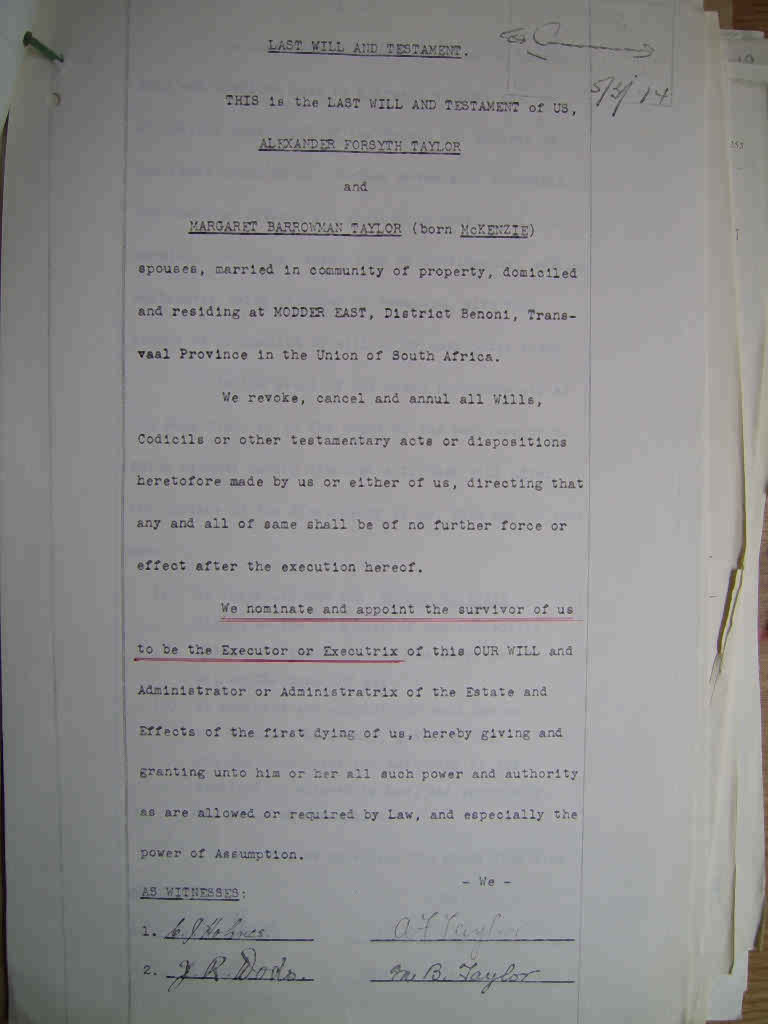 LAST WILL AND TESTAMENT.
5/3/14
THIS is the LAST WILL AND TESTAMENT of US,
ALEXANDER FORSYTH TAYLOR
and
MARGARET BARROWMAN TAYLOR (born McKENZIE)
spouses, married in community of property, domiciled
and residing at MODDER EAST, District Benoni, Trans-
vaal Province in the Union of South Africa.
We revoke, cancel and annul all Wills,
Codicils or other testamentary acts or dispositions
heretofore made by us or either of us, directing that
any and all of same shall be of no further force or
effect after the execution hereof.
We nominate and appoint the survivor of us
to be the Executor or Executrix of this OUR WILL and
Administrator or Administratrix of the Estate and
Effects of the first dying of us, hereby giving and
granting unto him or her all such power and authority
as are allowed or required by Law, and especially the
power of Assumption.
- We -
AS WITNESSES:
1. C. J. Holmes. A F Taylor
2. J. R. Dods. M. B. Taylor